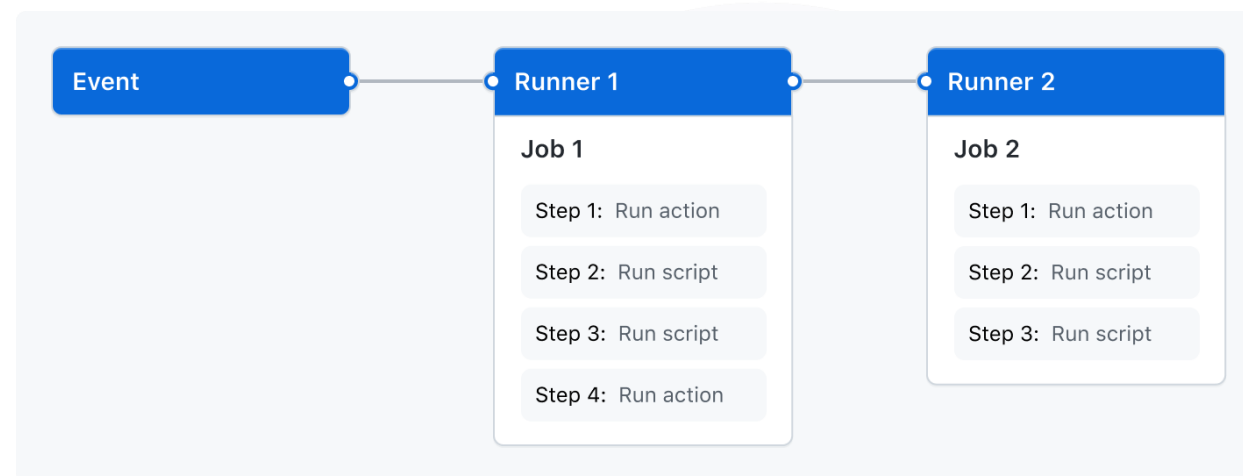 Event
Runner 1
Job 1
Step 1: Run action
Step 2: Run script
Step 3: Run script
Step 4: Run action
Runner 2
Job 2
Step 1: Run action
Step 2: Run script
Step 3: Run script